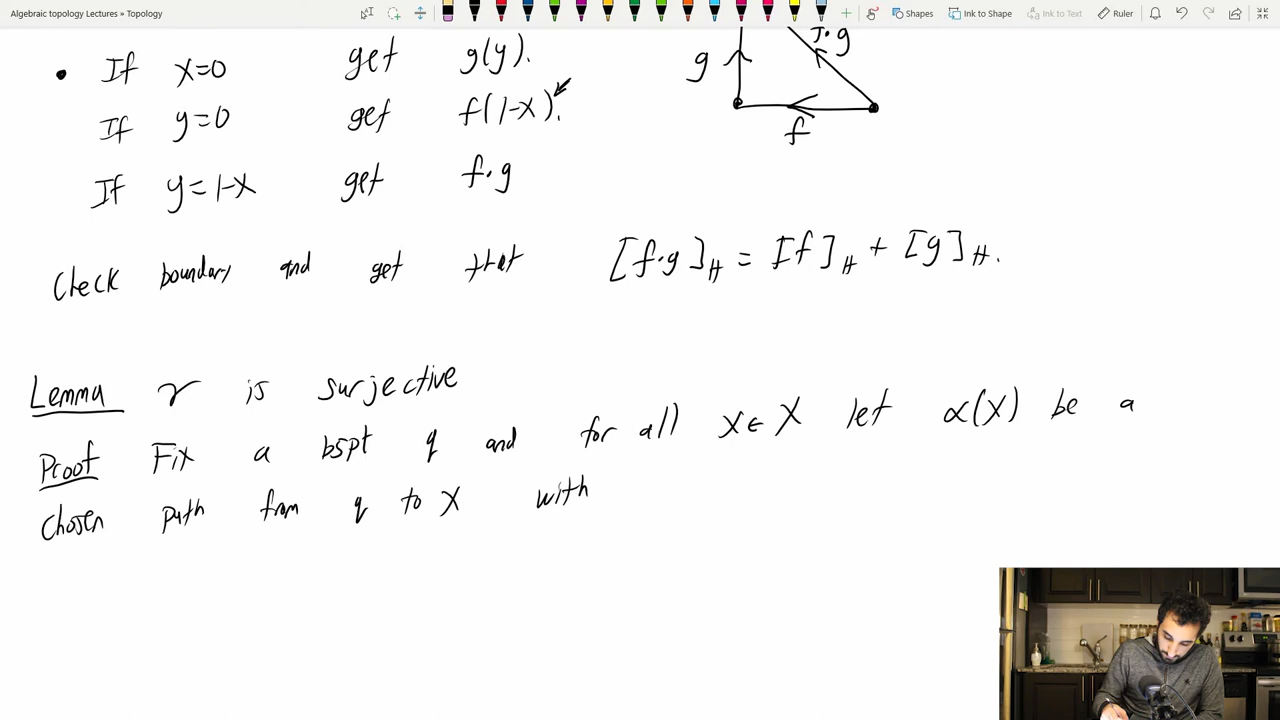 Algebraic topology Lectures » Topology
Shapes Ink to Shape Ink to Text Ruler
• If x=0 get g(y).
If y=0 get f(1-x).
If y=1-x get f·g
g f·g
f
Check boundary and get that [f·g]_H = [f]_H + [g]_H.
Lemma γ is surjective
Proof Fix a bspt q and for all x∈X let α(x) be a
chosen path from q to x with